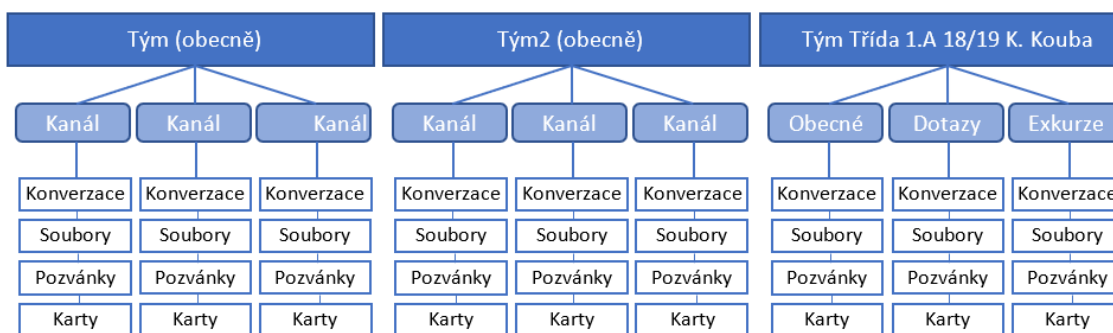 Tým (obecně) Tým2 (obecně) Tým Třída 1.A 18/19 K. Kouba
Kanál Kanál Kanál Kanál Kanál Kanál Obecné Dotazy Exkurze
Konverzace Konverzace Konverzace Konverzace Konverzace Konverzace Konverzace Konverzace Konverzace
Soubory Soubory Soubory Soubory Soubory Soubory Soubory Soubory Soubory
Pozvánky Pozvánky Pozvánky Pozvánky Pozvánky Pozvánky Pozvánky Pozvánky Pozvánky
Karty Karty Karty Karty Karty Karty Karty Karty Karty